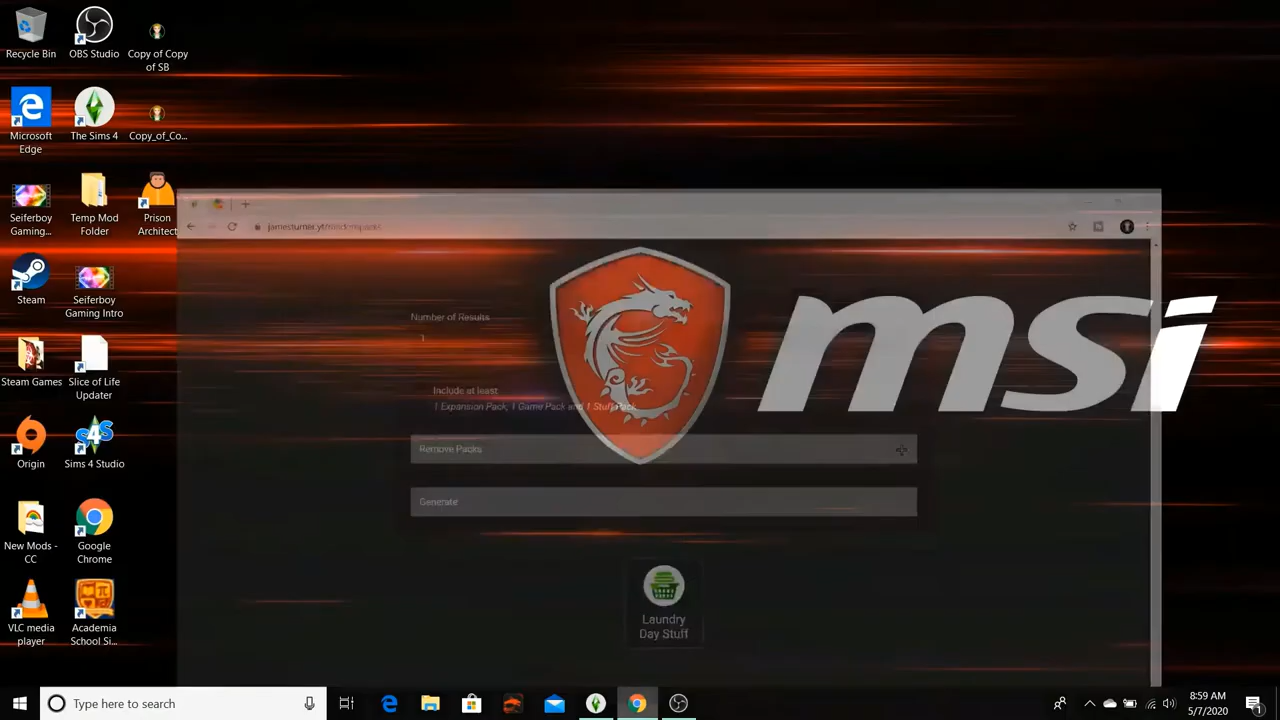 Recycle Bin
OBS Studio
Copy of Copy
of SB
Microsoft
Edge
The Sims 4
Copy_of_Co...
Seiferboy
Gaming...
Temp Mod
Folder
Prison
Architect
Steam
Seiferboy
Gaming Intro
Steam Games
Slice of Life
Updater
Origin
Sims 4 Studio
New Mods -
CC
Google
Chrome
VLC media
player
Academia
School Si...
Number of Results
1
Include at least
1 Expansion Pack, 1 Game Pack and 1 Stuff Pack
Remove Packs
Generate
Laundry
Day Stuff
msi
Type here to search
8:59 AM
5/7/2020
1